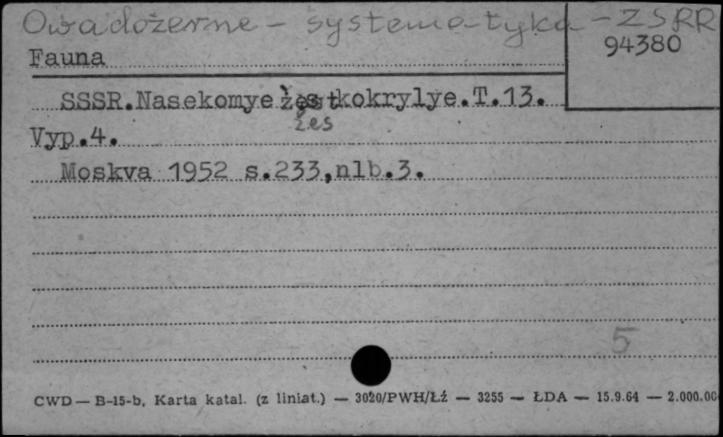 Owadożerne - systematyka - ZSRR
94380
Fauna
SSSR.Nasekomye żestkokrylye.T.13.
żes
Vyp.4.
Moskva 1952 s.233,nlb.3.
5
CWD — B-15-b, Karta katal. (z liniat.) — 3020/PWH/Łź — 3255 — ŁDA — 15.9.64 — 2.000.00